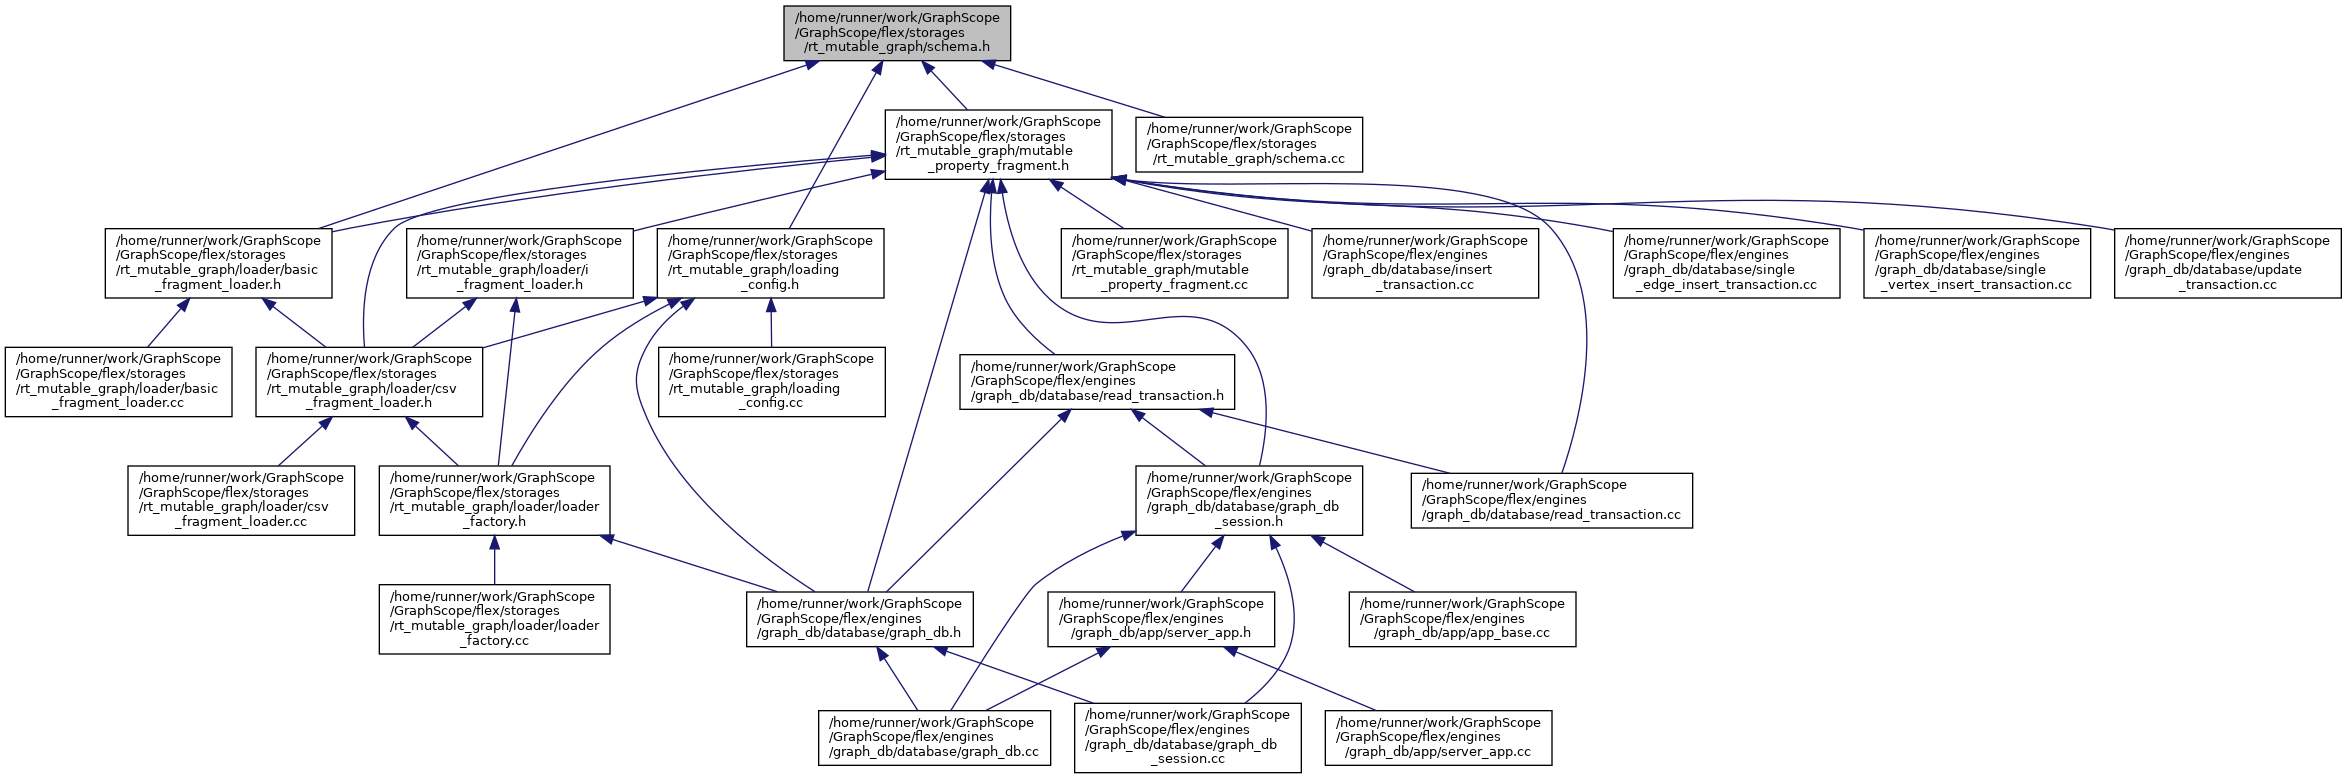 /home/runner/work/GraphScope
/GraphScope/flex/storages
/rt_mutable_graph/schema.h
/home/runner/work/GraphScope
/GraphScope/flex/storages
/rt_mutable_graph/mutable
_property_fragment.h
/home/runner/work/GraphScope
/GraphScope/flex/storages
/rt_mutable_graph/schema.cc
/home/runner/work/GraphScope
/GraphScope/flex/storages
/rt_mutable_graph/loader/basic
_fragment_loader.h
/home/runner/work/GraphScope
/GraphScope/flex/storages
/rt_mutable_graph/loader/i
_fragment_loader.h
/home/runner/work/GraphScope
/GraphScope/flex/storages
/rt_mutable_graph/loading
_config.h
/home/runner/work/GraphScope
/GraphScope/flex/storages
/rt_mutable_graph/mutable
_property_fragment.cc
/home/runner/work/GraphScope
/GraphScope/flex/engines
/graph_db/database/insert
_transaction.cc
/home/runner/work/GraphScope
/GraphScope/flex/engines
/graph_db/database/single
_edge_insert_transaction.cc
/home/runner/work/GraphScope
/GraphScope/flex/engines
/graph_db/database/single
_vertex_insert_transaction.cc
/home/runner/work/GraphScope
/GraphScope/flex/engines
/graph_db/database/update
_transaction.cc
/home/runner/work/GraphScope
/GraphScope/flex/storages
/rt_mutable_graph/loader/basic
_fragment_loader.cc
/home/runner/work/GraphScope
/GraphScope/flex/storages
/rt_mutable_graph/loader/csv
_fragment_loader.h
/home/runner/work/GraphScope
/GraphScope/flex/storages
/rt_mutable_graph/loading
_config.cc
/home/runner/work/GraphScope
/GraphScope/flex/engines
/graph_db/database/read_transaction.h
/home/runner/work/GraphScope
/GraphScope/flex/storages
/rt_mutable_graph/loader/csv
_fragment_loader.cc
/home/runner/work/GraphScope
/GraphScope/flex/storages
/rt_mutable_graph/loader/loader
_factory.h
/home/runner/work/GraphScope
/GraphScope/flex/engines
/graph_db/database/graph_db
_session.h
/home/runner/work/GraphScope
/GraphScope/flex/engines
/graph_db/database/read_transaction.cc
/home/runner/work/GraphScope
/GraphScope/flex/storages
/rt_mutable_graph/loader/loader
_factory.cc
/home/runner/work/GraphScope
/GraphScope/flex/engines
/graph_db/database/graph_db.h
/home/runner/work/GraphScope
/GraphScope/flex/engines
/graph_db/app/server_app.h
/home/runner/work/GraphScope
/GraphScope/flex/engines
/graph_db/app/app_base.cc
/home/runner/work/GraphScope
/GraphScope/flex/engines
/graph_db/database/graph_db.cc
/home/runner/work/GraphScope
/GraphScope/flex/engines
/graph_db/database/graph_db
_session.cc
/home/runner/work/GraphScope
/GraphScope/flex/engines
/graph_db/app/server_app.cc